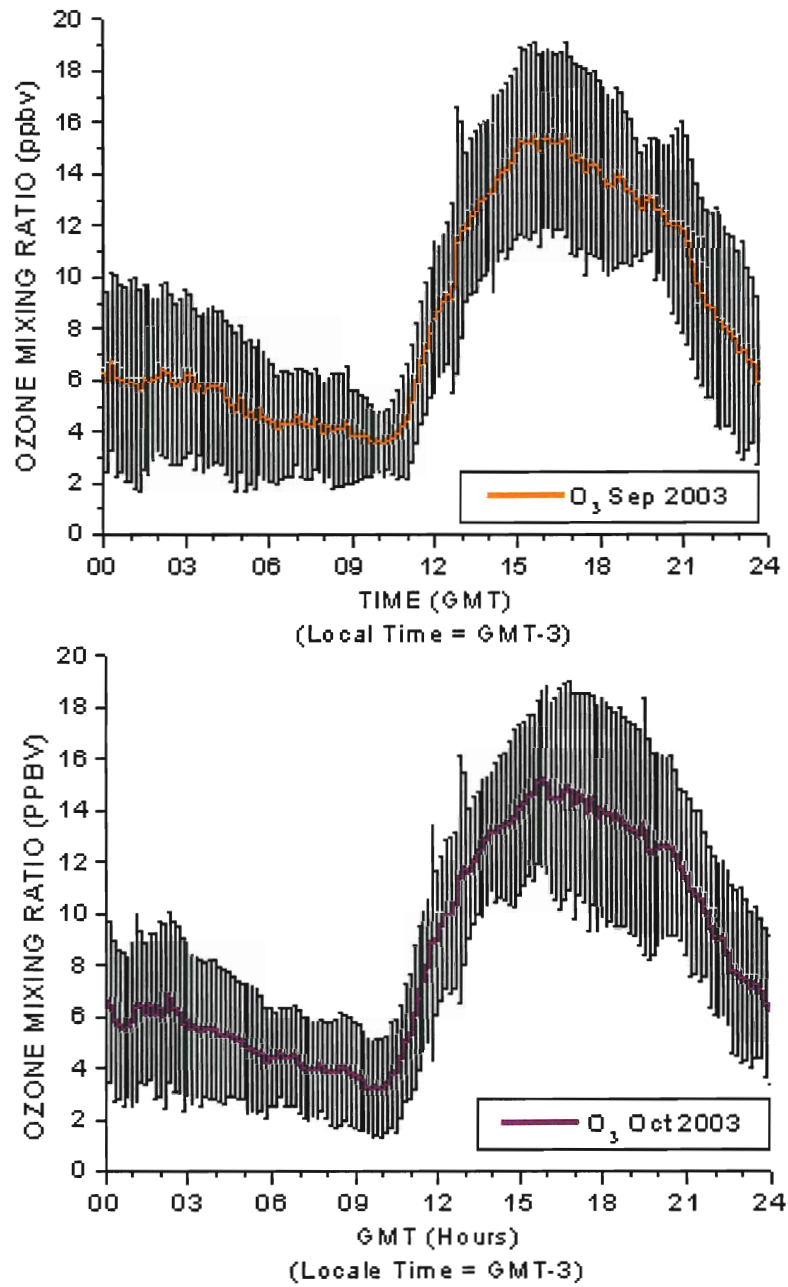 OZONE MIXING RATIO (ppbv)
20
18
16
14
12
10
8
6
4
2
0
O3 Sep 2003
00 03 06 09 12 15 18 21 24
TIME (GMT)
(Local Time = GMT-3)
OZONE MIXING RATIO (PPBV)
20
18
16
14
12
10
8
6
4
2
0
O3 Oct 2003
00 03 06 09 12 15 18 21 24
GMT (Hours)
(Locale Time = GMT-3)